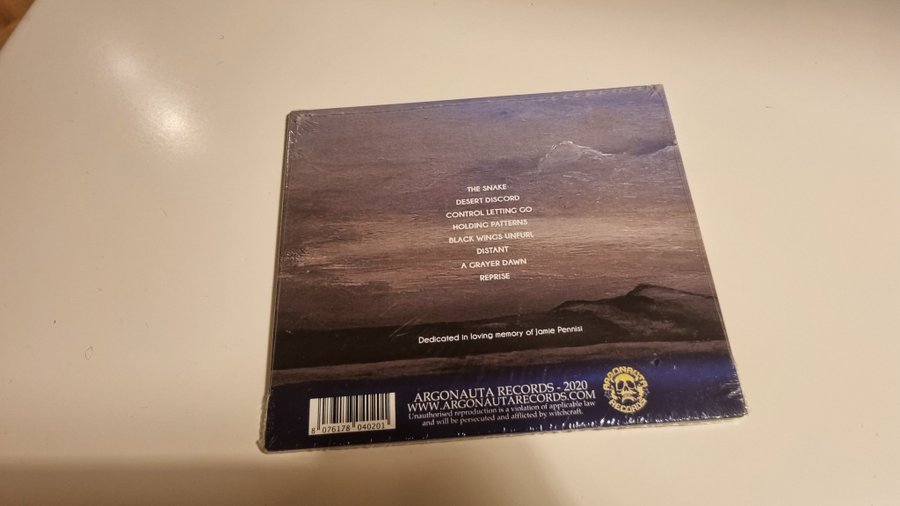 THE SNAKE
DESERT DISCORD
CONTROL LETTING GO
HOLDING PATTERNS
BLACK WINGS UNFURL
DISTANT
A GRAYER DAWN
REPRISE
Dedicated in loving memory of Jamie Pennisi
ARGONAUTA RECORDS - 2020
WWW.ARGONAUTARECORDS.COM
Unauthorised reproduction is a violation of applicable law
and will be persecuted and afflicted by witchcraft.
ARGONAUTA
RECORDS
8 076178 040201